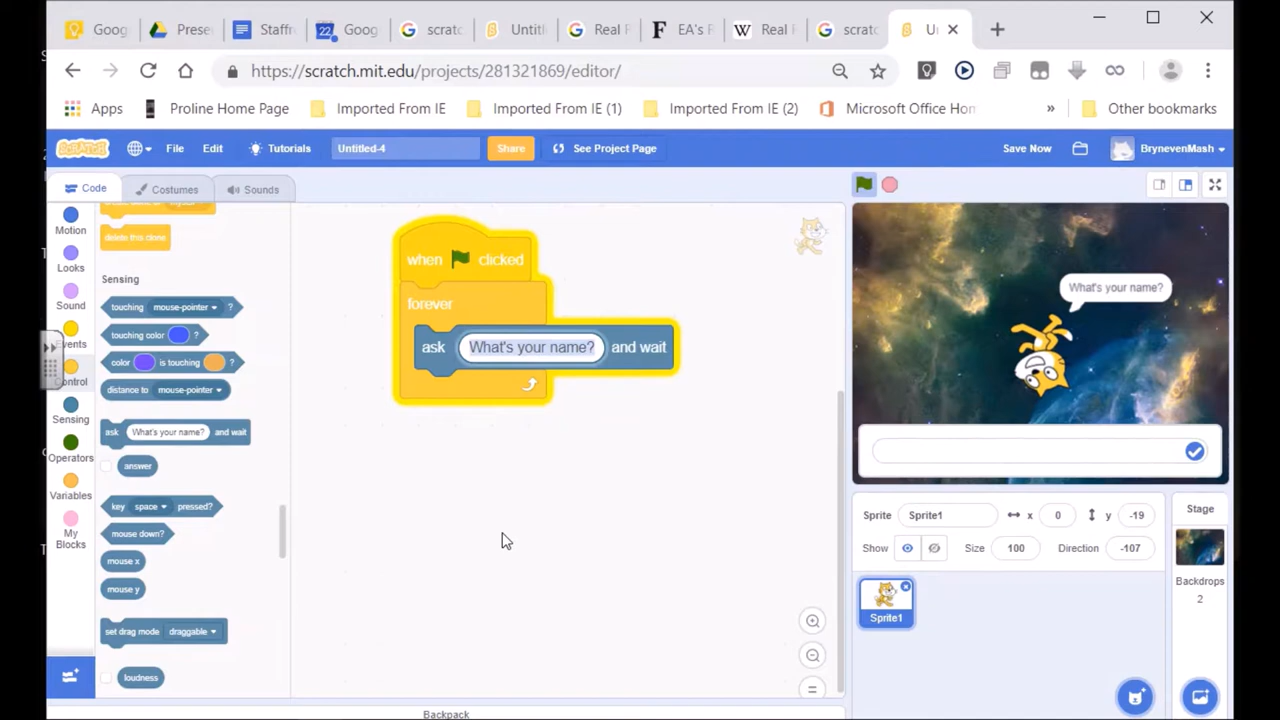 Goog
Prese
Staffr
22
Goog
scratc
Untitl
Real F
EA's F
Real F
scratc
Ur
https://scratch.mit.edu/projects/281321869/editor/
Apps
Proline Home Page
Imported From IE
Imported From IE (1)
Imported From IE (2)
Microsoft Office Hom
»
Other bookmarks
SCRATCH
File
Edit
Tutorials
Untitled-4
Share
See Project Page
Save Now
BrynevenMash
Code
Costumes
Sounds
Motion
Looks
Sound
Events
Control
Sensing
Operators
Variables
My
Blocks
delete this clone
Sensing
touching mouse-pointer ?
touching color ?
color is touching ?
distance to mouse-pointer
ask What's your name? and wait
answer
key space pressed?
mouse down?
mouse x
mouse y
set drag mode draggable
loudness
when clicked
forever
ask What's your name? and wait
What's your name?
Sprite
Sprite1
x
0
y
-19
Show
Size
100
Direction
-107
Sprite1
Stage
Backdrops
2
Backpack